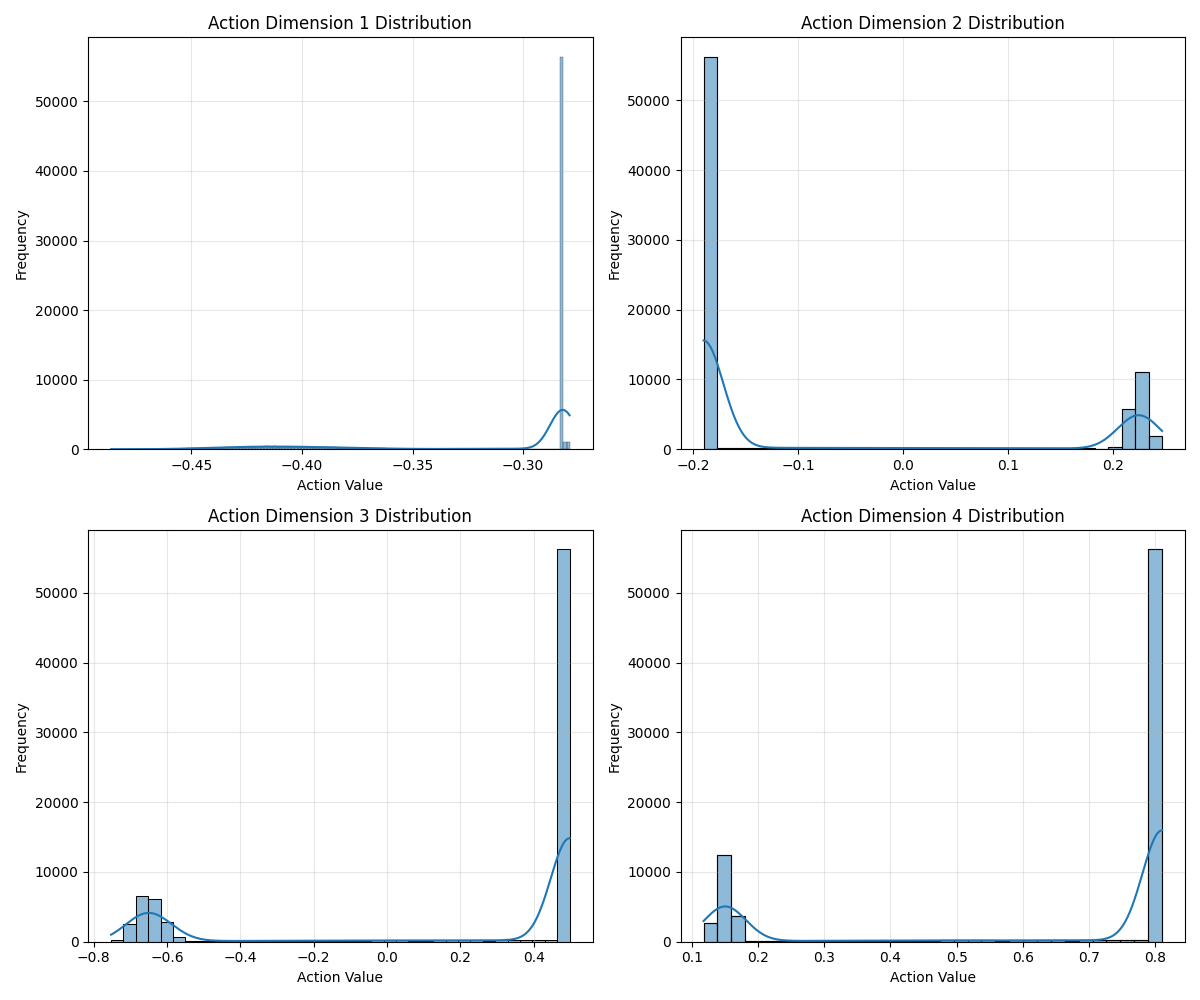 Action Dimension 1 Distribution
Frequency
50000
40000
30000
20000
10000
0
−0.45 −0.40 −0.35 −0.30
Action Value
Action Dimension 2 Distribution
Frequency
50000
40000
30000
20000
10000
0
−0.2 −0.1 0.0 0.1 0.2
Action Value
Action Dimension 3 Distribution
Frequency
50000
40000
30000
20000
10000
0
−0.8 −0.6 −0.4 −0.2 0.0 0.2 0.4
Action Value
Action Dimension 4 Distribution
Frequency
50000
40000
30000
20000
10000
0
0.1 0.2 0.3 0.4 0.5 0.6 0.7 0.8
Action Value